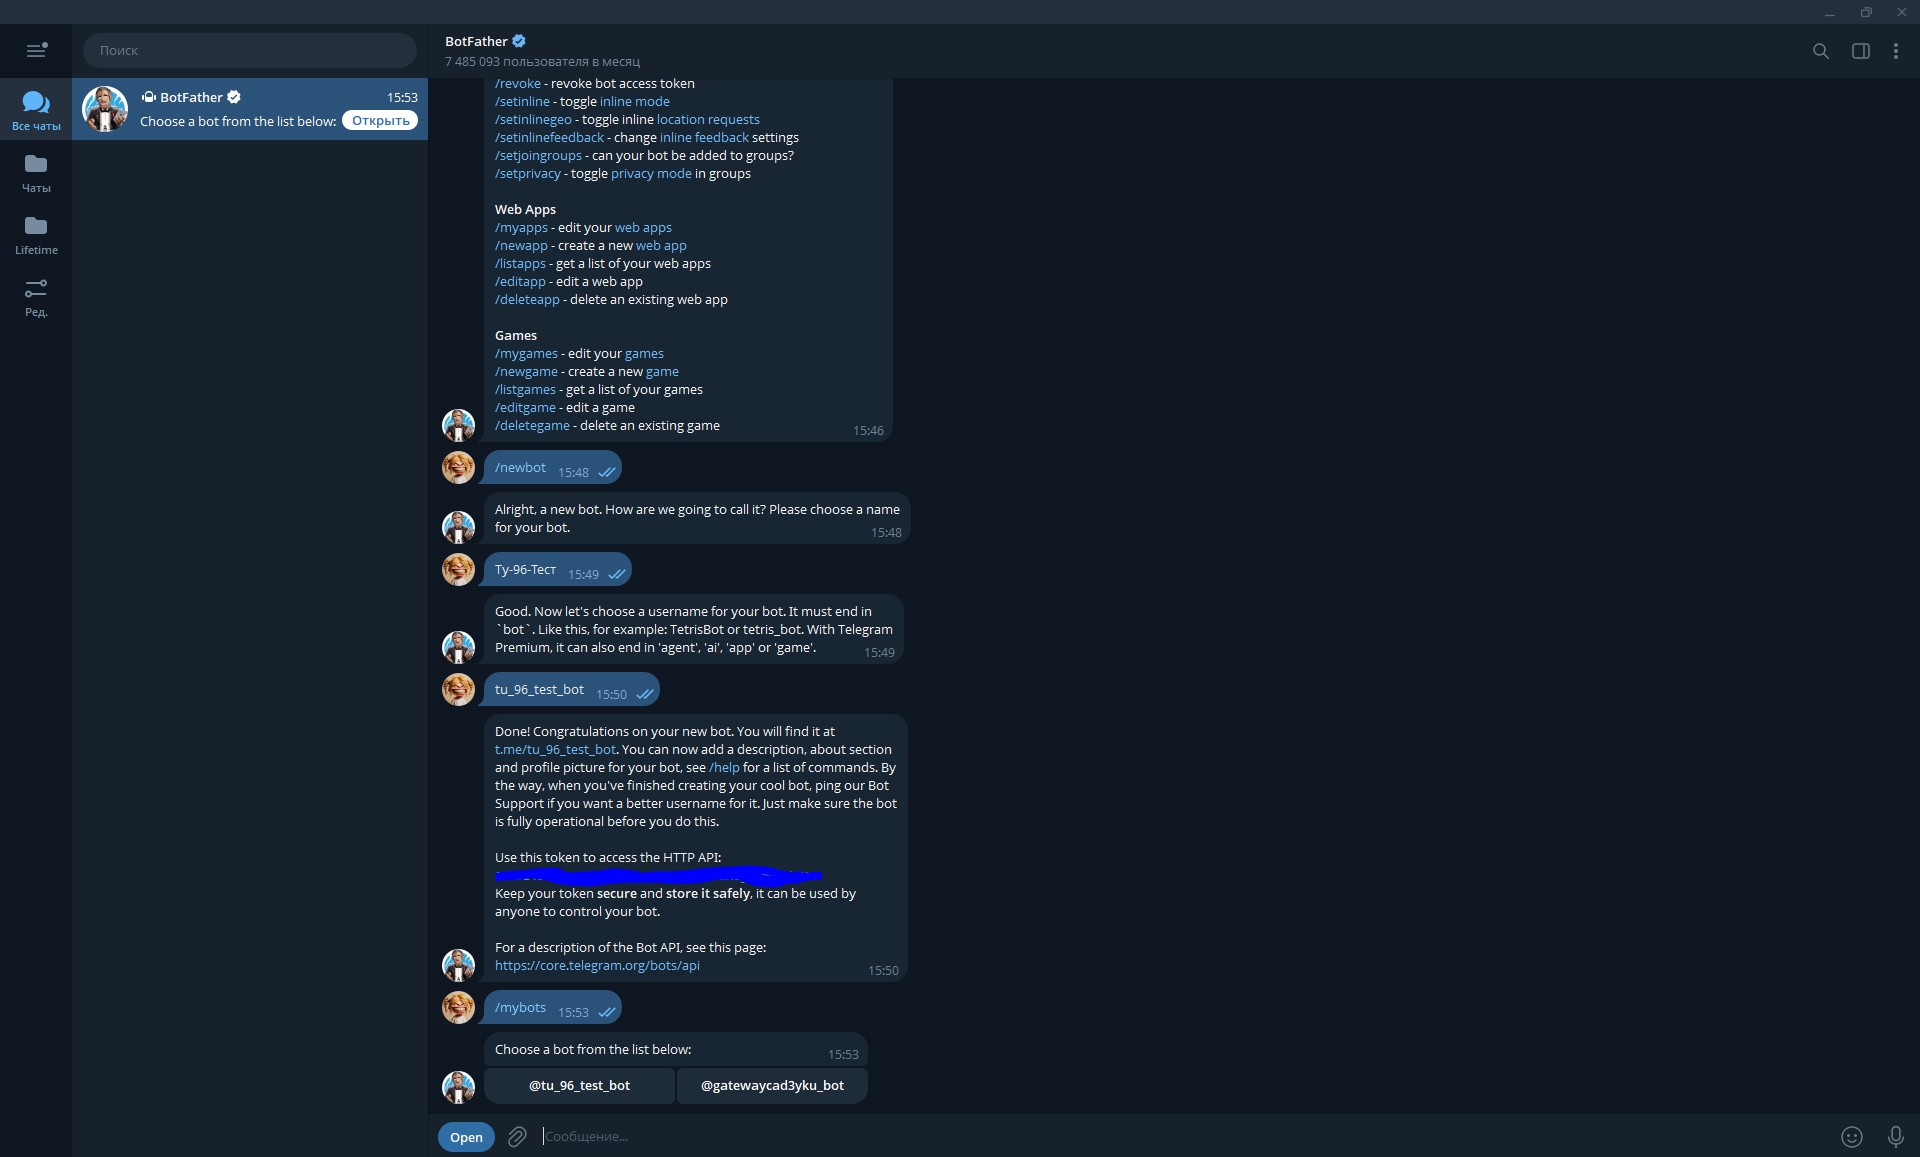 Поиск
Все чаты
Чаты
Lifetime
Ред.
BotFather
15:53
Choose a bot from the list below:
Открыть
BotFather
7 485 093 пользователя в месяц
/revoke - revoke bot access token
/setinline - toggle inline mode
/setinlinegeo - toggle inline location requests
/setinlinefeedback - change inline feedback settings
/setjoingroups - can your bot be added to groups?
/setprivacy - toggle privacy mode in groups
Web Apps
/myapps - edit your web apps
/newapp - create a new web app
/listapps - get a list of your web apps
/editapp - edit a web app
/deleteapp - delete an existing web app
Games
/mygames - edit your games
/newgame - create a new game
/listgames - get a list of your games
/editgame - edit a game
/deletegame - delete an existing game
15:46
/newbot
15:48
Alright, a new bot. How are we going to call it? Please choose a name
for your bot.
15:48
Ту-96-Тест
15:49
Good. Now let's choose a username for your bot. It must end in
`bot`. Like this, for example: TetrisBot or tetris_bot. With Telegram
Premium, it can also end in 'agent', 'ai', 'app' or 'game'.
15:49
tu_96_test_bot
15:50
Done! Congratulations on your new bot. You will find it at
t.me/tu_96_test_bot. You can now add a description, about section
and profile picture for your bot, see /help for a list of commands. By
the way, when you've finished creating your cool bot, ping our Bot
Support if you want a better username for it. Just make sure the bot
is fully operational before you do this.
Use this token to access the HTTP API:
Keep your token secure and store it safely, it can be used by
anyone to control your bot.
For a description of the Bot API, see this page:
https://core.telegram.org/bots/api
15:50
/mybots
15:53
Choose a bot from the list below:
15:53
@tu_96_test_bot
@gatewaycad3yku_bot
Open
Сообщение...